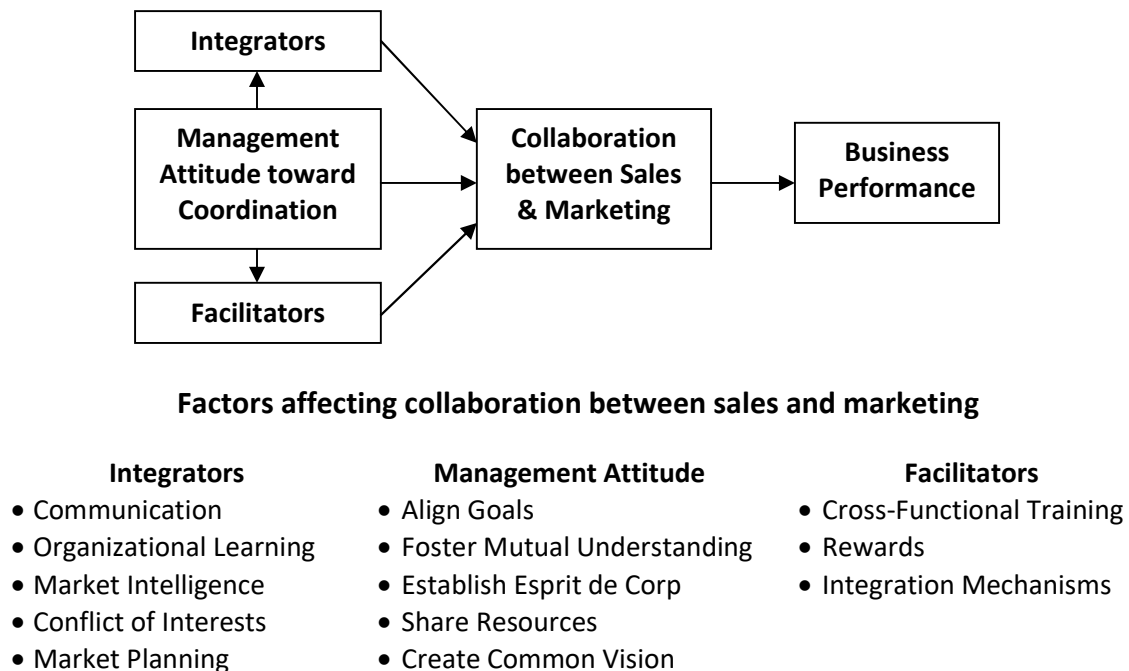 Integrators
Management
Attitude toward
Coordination
Facilitators
Collaboration
between Sales
& Marketing
Business
Performance
Factors affecting collaboration between sales and marketing
Integrators
• Communication
• Organizational Learning
• Market Intelligence
• Conflict of Interests
• Market Planning
Management Attitude
• Align Goals
• Foster Mutual Understanding
• Establish Esprit de Corp
• Share Resources
• Create Common Vision
Facilitators
• Cross-Functional Training
• Rewards
• Integration Mechanisms